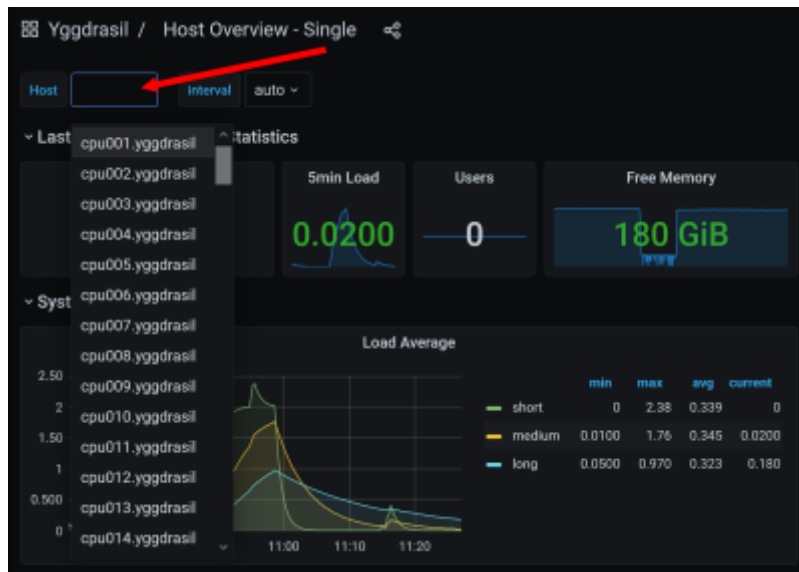 Yggdrasil / Host Overview - Single
Host Interval auto
Last tatistics
cpu001.yggdrasil
cpu002.yggdrasil
cpu003.yggdrasil
cpu004.yggdrasil
cpu005.yggdrasil
cpu006.yggdrasil
cpu007.yggdrasil
cpu008.yggdrasil
cpu009.yggdrasil
cpu010.yggdrasil
cpu011.yggdrasil
cpu012.yggdrasil
cpu013.yggdrasil
cpu014.yggdrasil
5min Load Users Free Memory
0.0200 0 180 GiB
Syst
Load Average
2.50
2
1.50
1
0.500
0
11:00 11:10 11:20
min max avg current
short 0 2.38 0.339 0
medium 0.0100 1.76 0.345 0.0200
long 0.0500 0.970 0.323 0.180